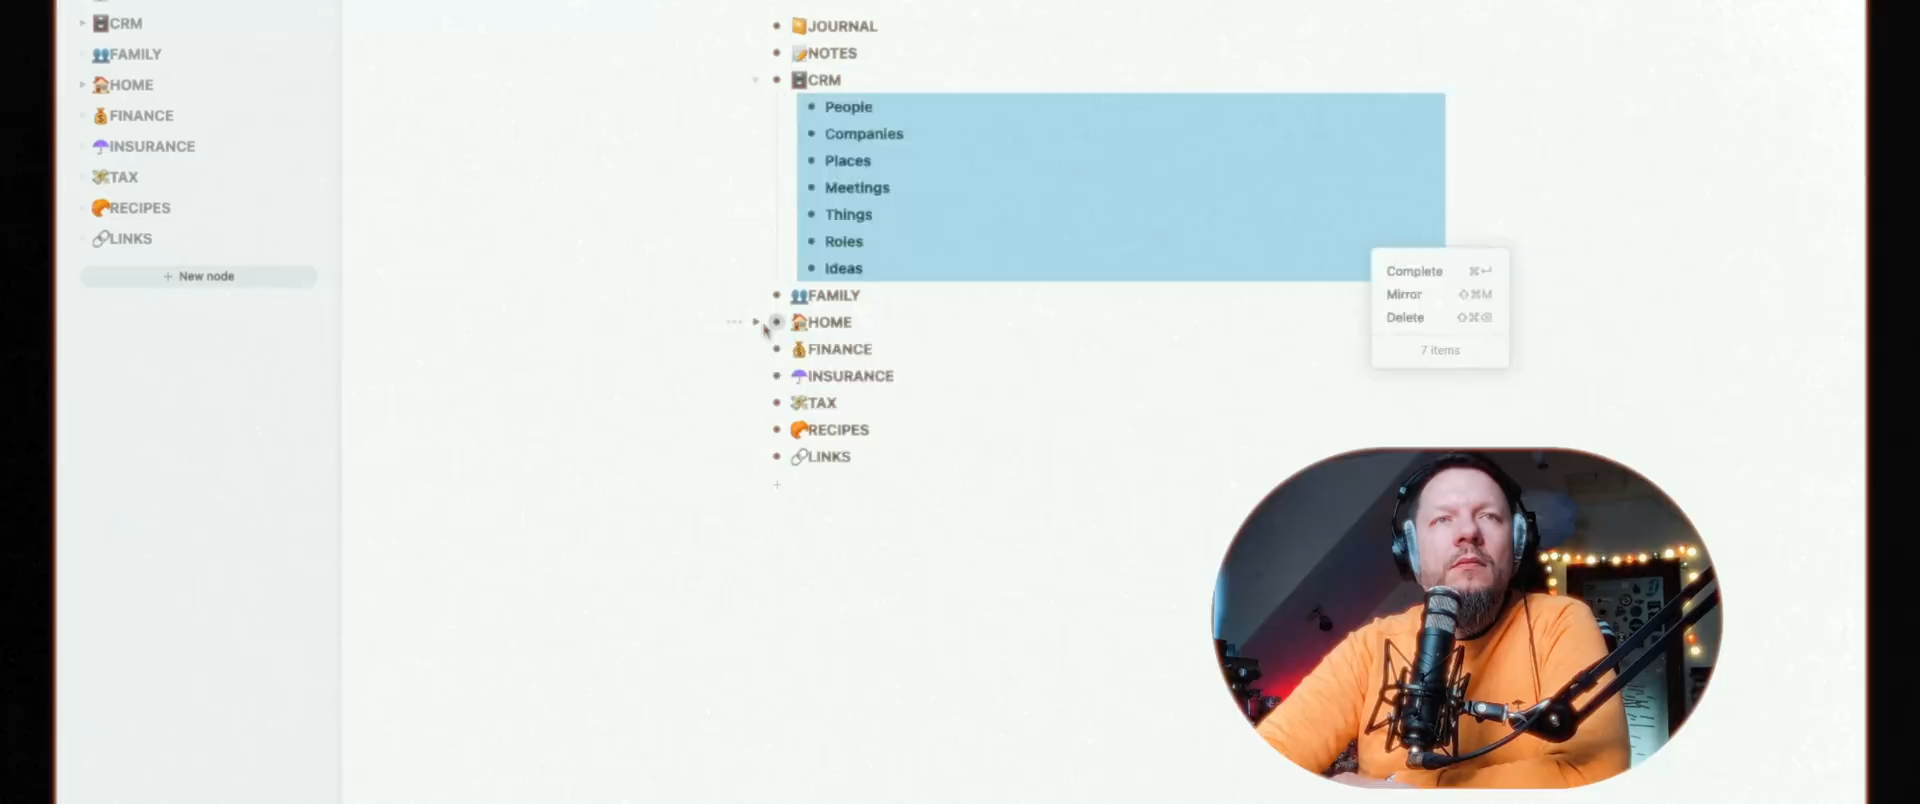 CRM
FAMILY
HOME
FINANCE
INSURANCE
TAX
RECIPES
LINKS
+ New node
JOURNAL
NOTES
CRM
People
Companies
Places
Meetings
Things
Roles
Ideas
FAMILY
HOME
FINANCE
INSURANCE
TAX
RECIPES
LINKS
+
Complete ⌘↩
Mirror ⇧⌘M
Delete ⇧⌘⌫
7 items